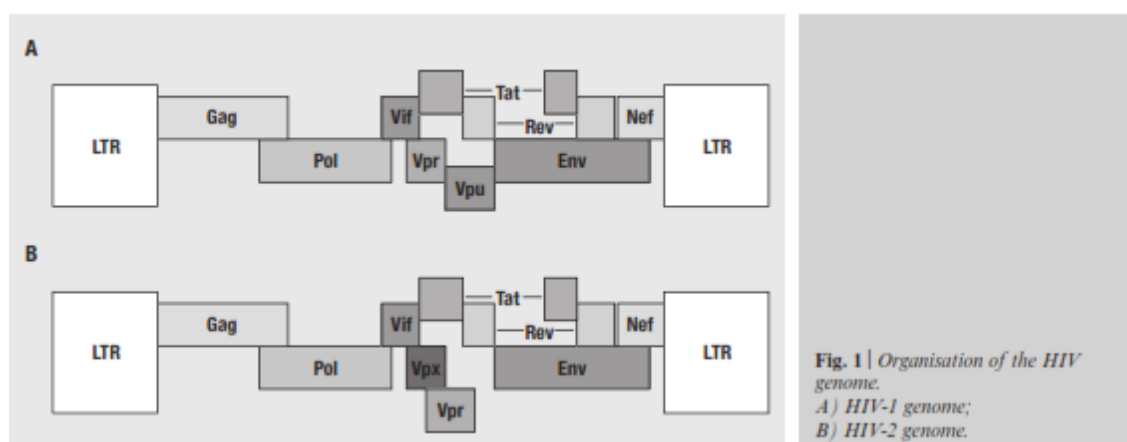 A
LTR
Gag
Pol
Vif
Vpr
Vpu
Tat
Rev
Env
Nef
LTR
B
LTR
Gag
Pol
Vif
Vpx
Vpr
Tat
Rev
Env
Nef
LTR
Fig. 1 | Organisation of the HIV
genome.
A) HIV-1 genome;
B) HIV-2 genome.